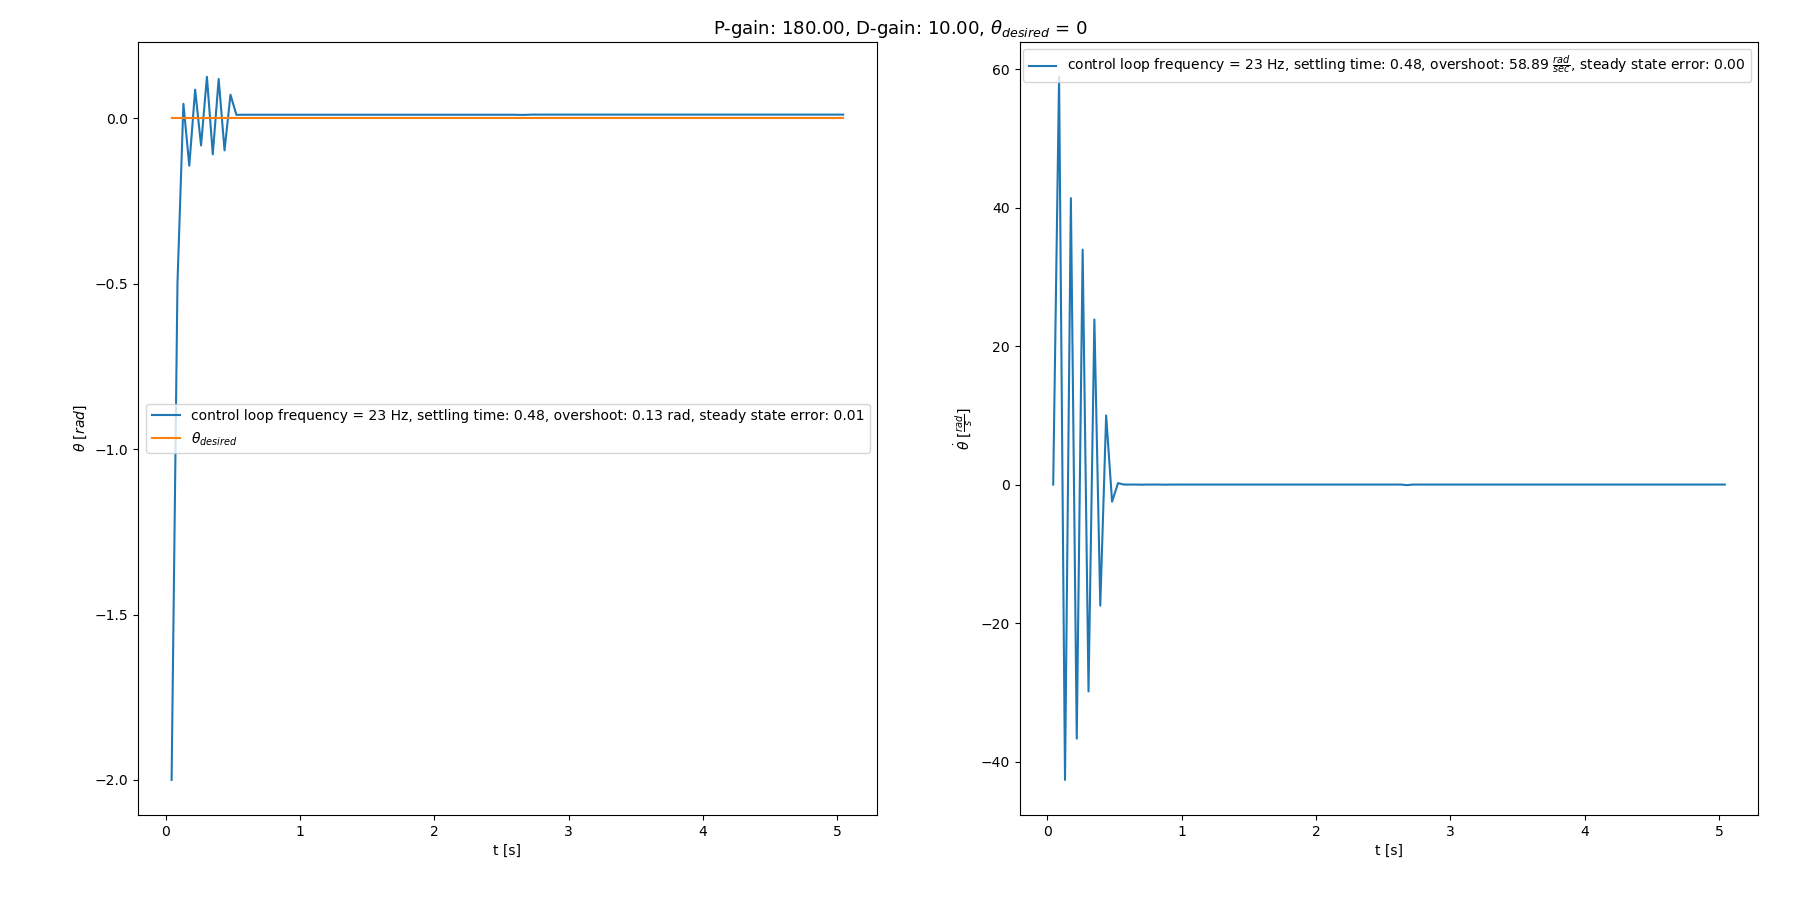 P-gain: 180.00, D-gain: 10.00, θ_desired = 0
0.0
−0.5
−1.0
−1.5
−2.0
θ [rad]
control loop frequency = 23 Hz, settling time: 0.48, overshoot: 0.13 rad, steady state error: 0.01
θ_desired
0 1 2 3 4 5
t [s]
control loop frequency = 23 Hz, settling time: 0.48, overshoot: 58.89 rad/sec, steady state error: 0.00
60
40
20
0
−20
−40
θ̇ [rad/s]
0 1 2 3 4 5
t [s]